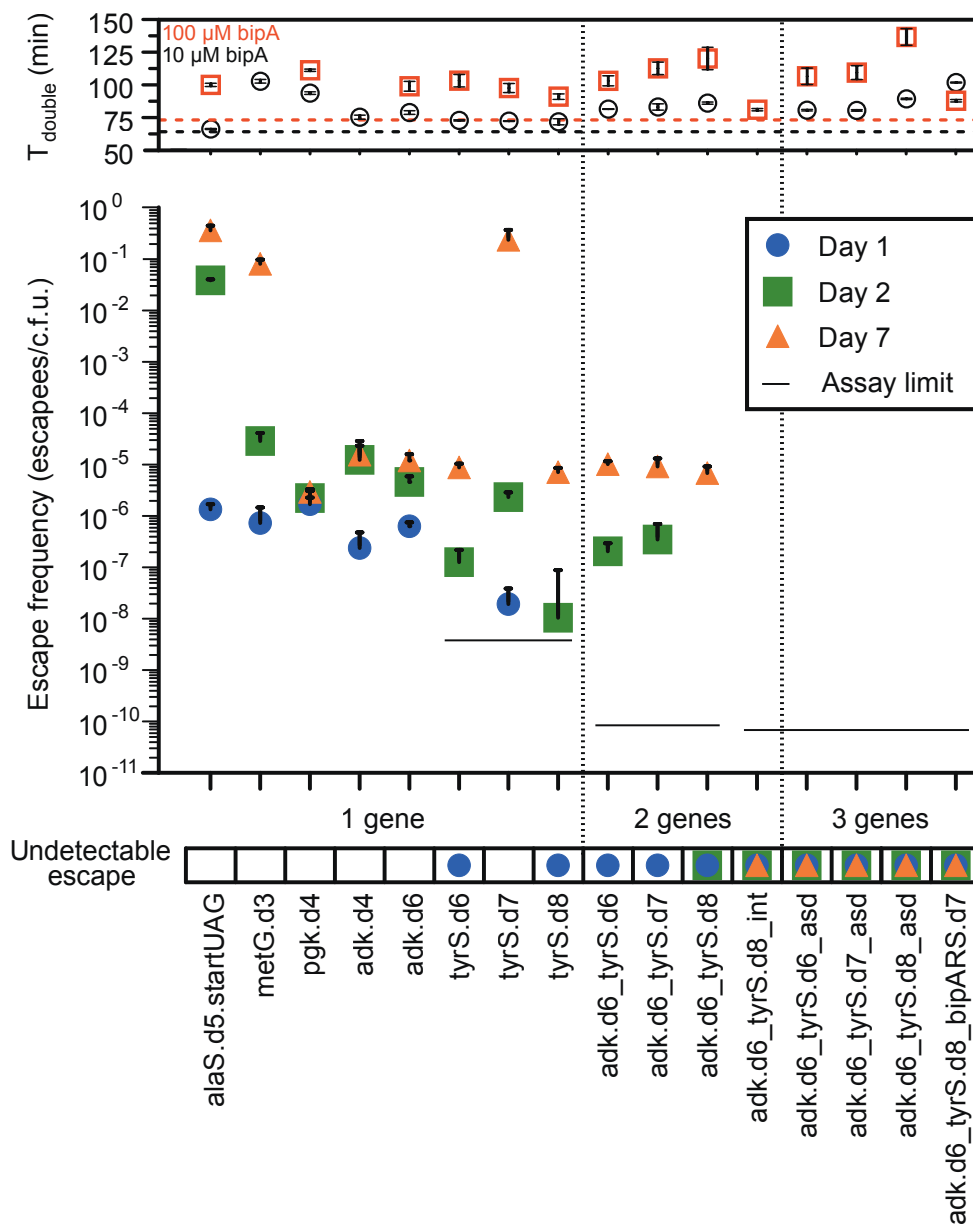 100 µM bipA
10 µM bipA
T_double (min)
150
125
100
75
50
Escape frequency (escapees/c.f.u.)
10^0
10^-1
10^-2
10^-3
10^-4
10^-5
10^-6
10^-7
10^-8
10^-9
10^-10
10^-11
Day 1
Day 2
Day 7
Assay limit
1 gene
2 genes
3 genes
Undetectable
escape
alaS.d5.startUAG
metG.d3
pgk.d4
adk.d4
adk.d6
tyrS.d6
tyrS.d7
tyrS.d8
adk.d6_tyrS.d6
adk.d6_tyrS.d7
adk.d6_tyrS.d8
adk.d6_tyrS.d8_int
adk.d6_tyrS.d6_asd
adk.d6_tyrS.d7_asd
adk.d6_tyrS.d8_asd
adk.d6_tyrS.d8_bipARS.d7